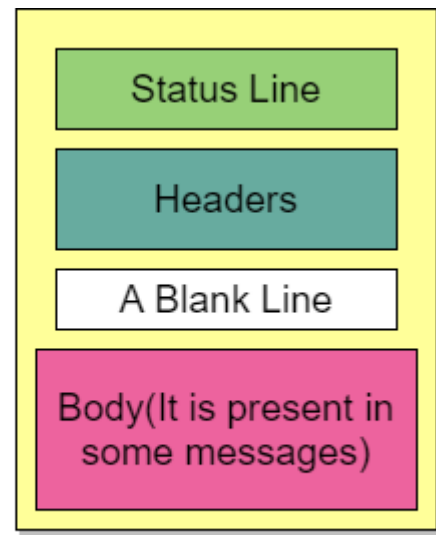 Status Line
Headers
A Blank Line
Body(It is present in
some messages)